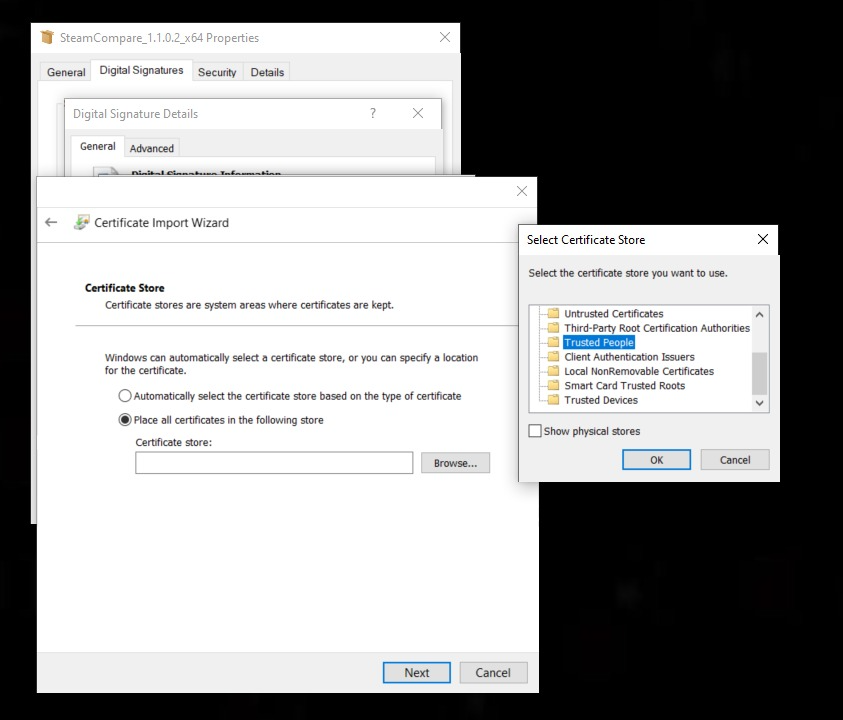 SteamCompare_1.1.0.2_x64 Properties
General Digital Signatures Security Details
Digital Signature Details ?
General Advanced
Digital Signature Information
Certificate Import Wizard
Certificate Store
Certificate stores are system areas where certificates are kept.
Windows can automatically select a certificate store, or you can specify a location
for the certificate.
Automatically select the certificate store based on the type of certificate
Place all certificates in the following store
Certificate store:
Browse...
Next Cancel
Select Certificate Store
Select the certificate store you want to use.
Untrusted Certificates
Third-Party Root Certification Authorities
Trusted People
Client Authentication Issuers
Local NonRemovable Certificates
Smart Card Trusted Roots
Trusted Devices
Show physical stores
OK Cancel